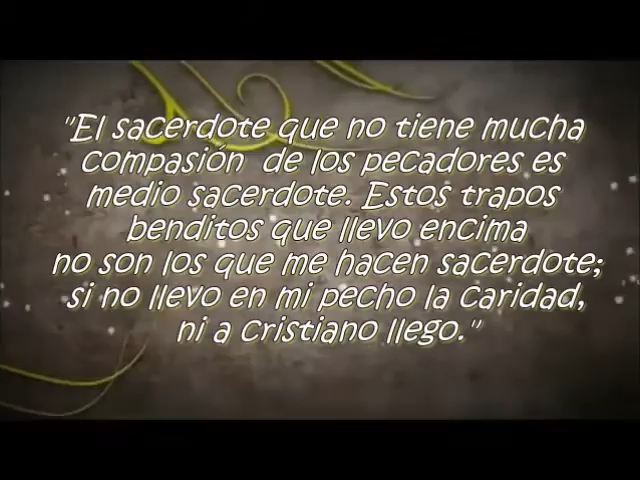 "El sacerdote que no tiene mucha
compasión de los pecadores es
medio sacerdote. Estos trapos
benditos que llevo encima
no son los que me hacen sacerdote;
si no llevo en mi pecho la caridad,
ni a cristiano llego."